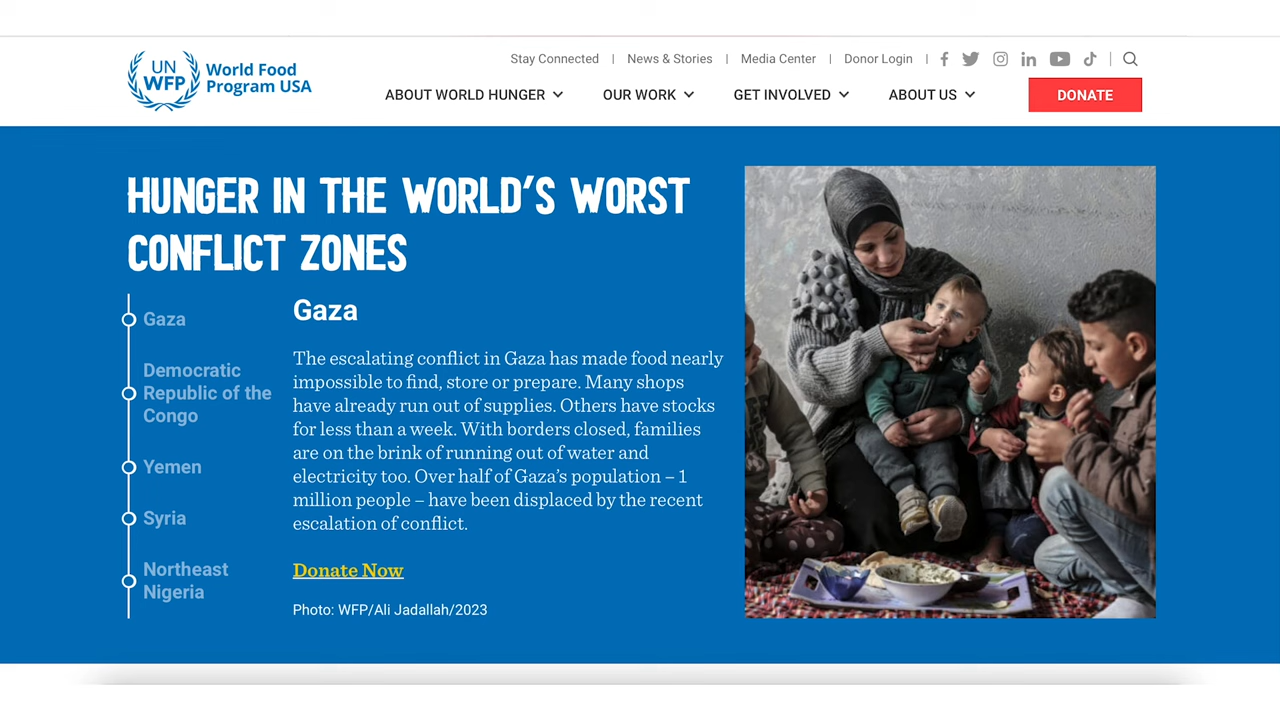 UN
WFP
World Food
Program USA
Stay Connected | News & Stories | Media Center | Donor Login |
ABOUT WORLD HUNGER OUR WORK GET INVOLVED ABOUT US DONATE
HUNGER IN THE WORLD'S WORST
CONFLICT ZONES
Gaza
Democratic
Republic of the
Congo
Yemen
Syria
Northeast
Nigeria
Gaza
The escalating conflict in Gaza has made food nearly
impossible to find, store or prepare. Many shops
have already run out of supplies. Others have stocks
for less than a week. With borders closed, families
are on the brink of running out of water and
electricity too. Over half of Gaza’s population – 1
million people – have been displaced by the recent
escalation of conflict.
Donate Now
Photo: WFP/Ali Jadallah/2023